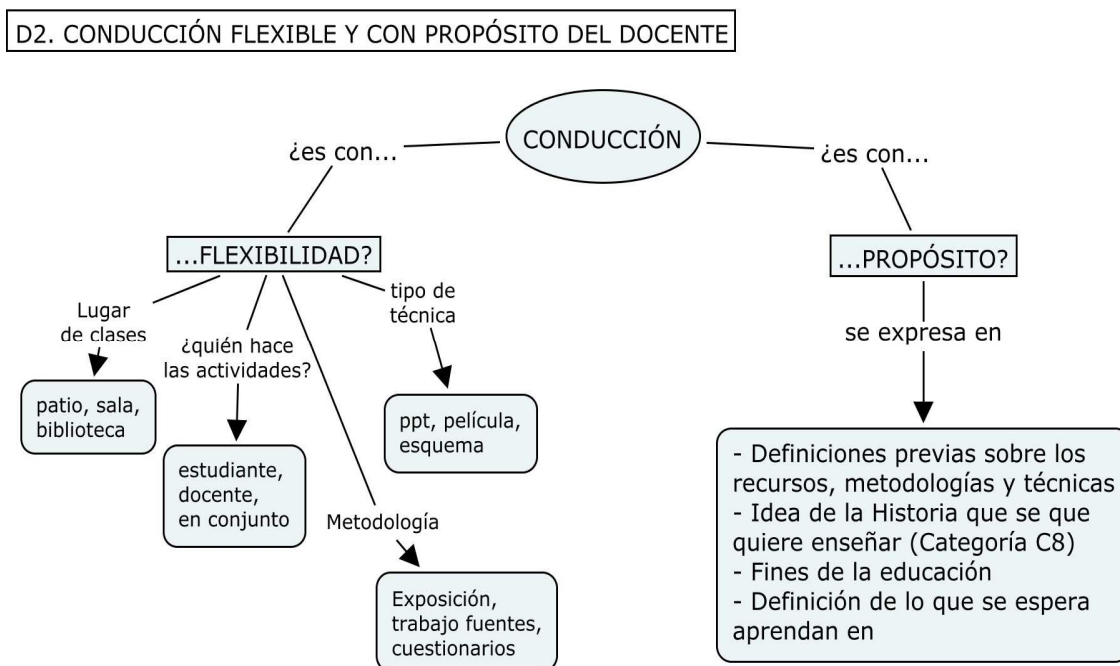 D2. CONDUCCIÓN FLEXIBLE Y CON PROPÓSITO DEL DOCENTE
CONDUCCIÓN
¿es con...
¿es con...
...FLEXIBILIDAD?
...PROPÓSITO?
Lugar
de clases
patio, sala,
biblioteca
¿quién hace
las actividades?
estudiante,
docente,
en conjunto
Metodología
Exposición,
trabajo fuentes,
cuestionarios
tipo de
técnica
ppt, película,
esquema
se expresa en
- Definiciones previas sobre los
recursos, metodologías y técnicas
- Idea de la Historia que se que
quiere enseñar (Categoría C8)
- Fines de la educación
- Definición de lo que se espera
aprendan en